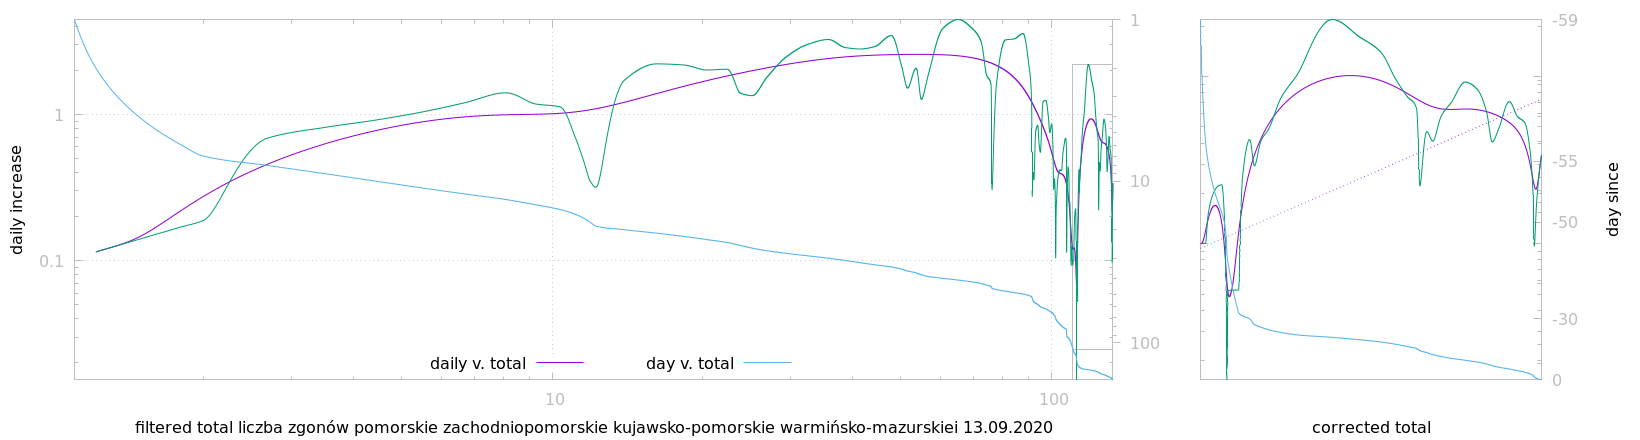 1
0.1
daily increase
daily v. total
day v. total
10
100
1
10
100
filtered total liczba zgonów pomorskie zachodniopomorskie kujawsko-pomorskie warmińsko-mazurskiei 13.09.2020
-59
-55
-50
-30
0
day since
corrected total